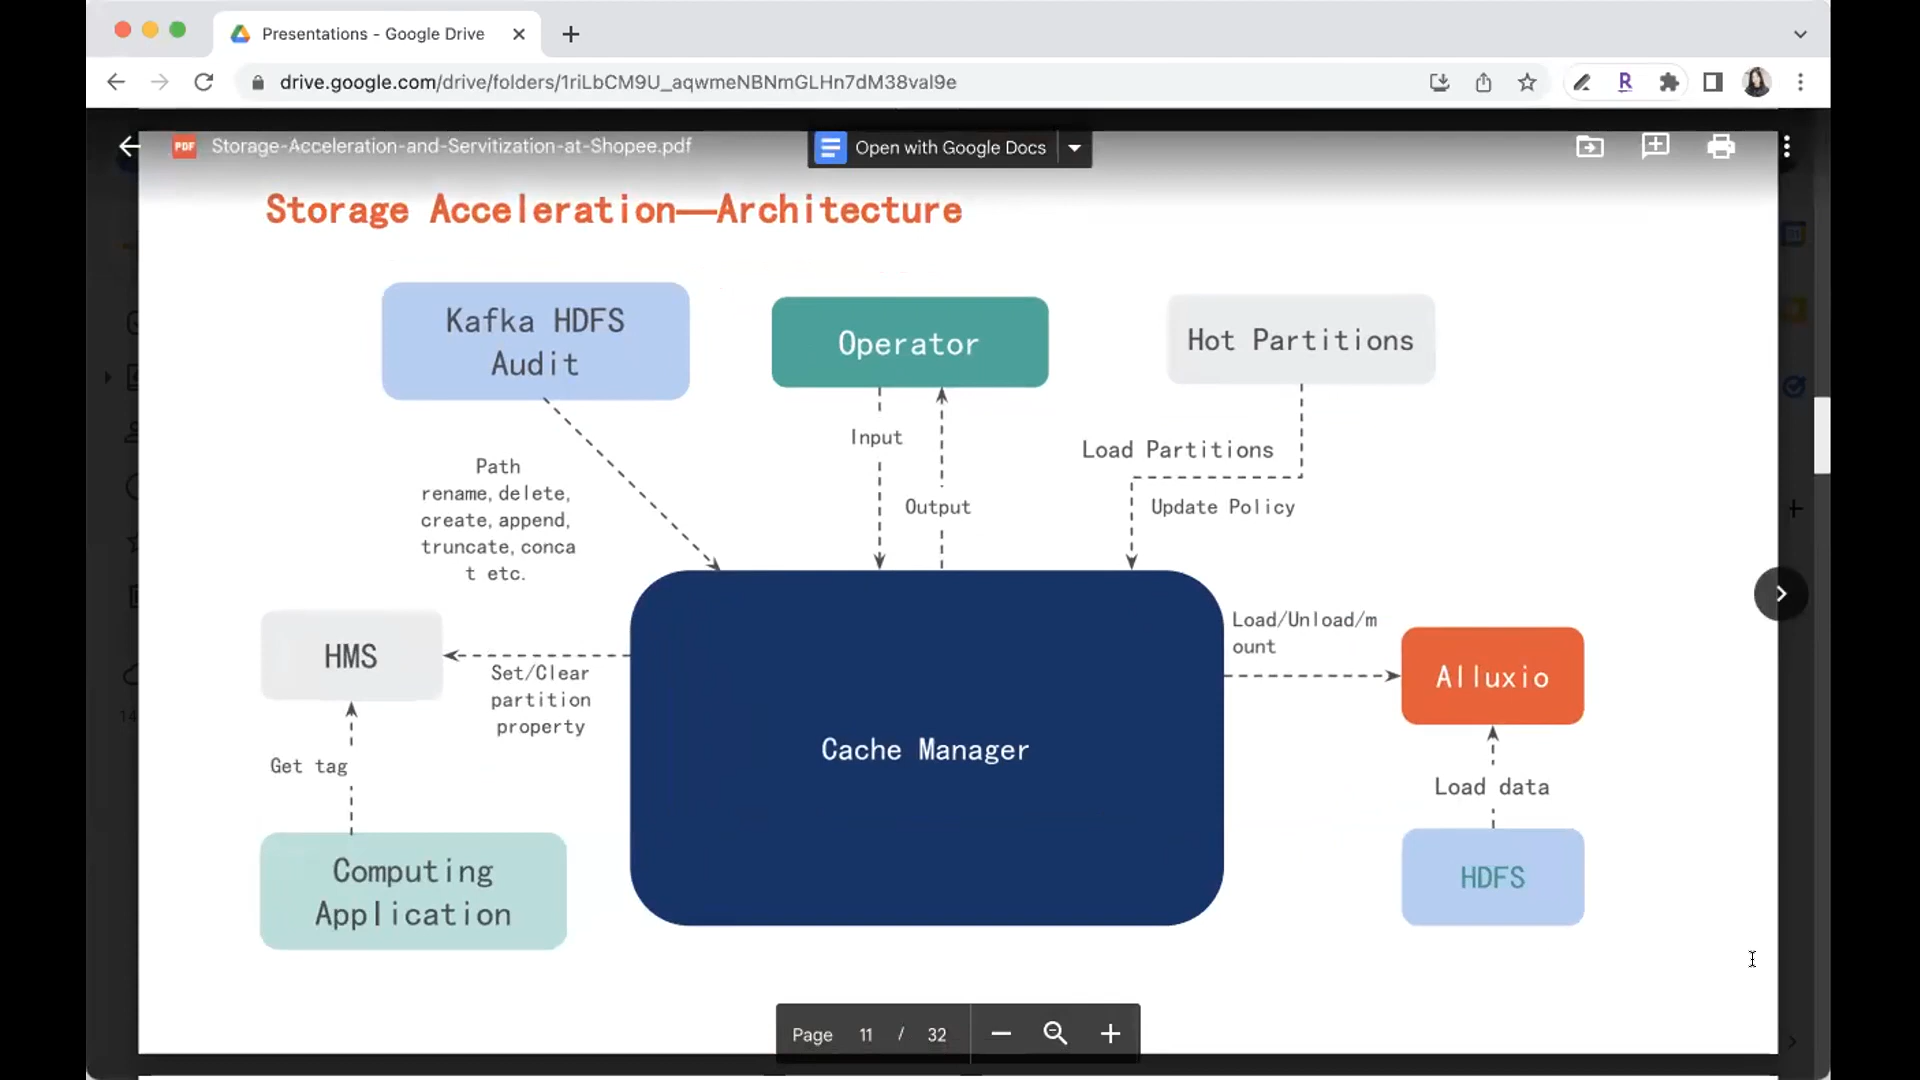 Presentations - Google Drive
drive.google.com/drive/folders/1riLbCM9U_aqwmeNBNmGLHn7dM38val9e
R
PDF
Storage-Acceleration-and-Servitization-at-Shopee.pdf
Open with Google Docs
Storage Acceleration——Architecture
Kafka HDFS
Audit
Operator
Hot Partitions
Input
Output
Load Partitions
Update Policy
Path
rename, delete,
create, append,
truncate, conca
t etc.
HMS
Set/Clear
partition
property
Load/Unload/m
ount
Alluxio
Cache Manager
Get tag
Load data
Computing
Application
HDFS
Page 11 / 32